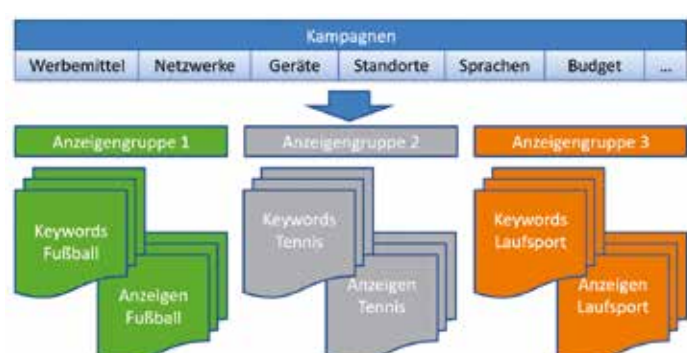 Kampagnen
Werbemittel Netzwerke Geräte Standorte Sprachen Budget ...
Anzeigengruppe 1 Anzeigengruppe 2 Anzeigengruppe 3
Keywords
Fußball
Anzeigen
Fußball
Keywords
Tennis
Anzeigen
Tennis
Keywords
Laufsport
Anzeigen
Laufsport